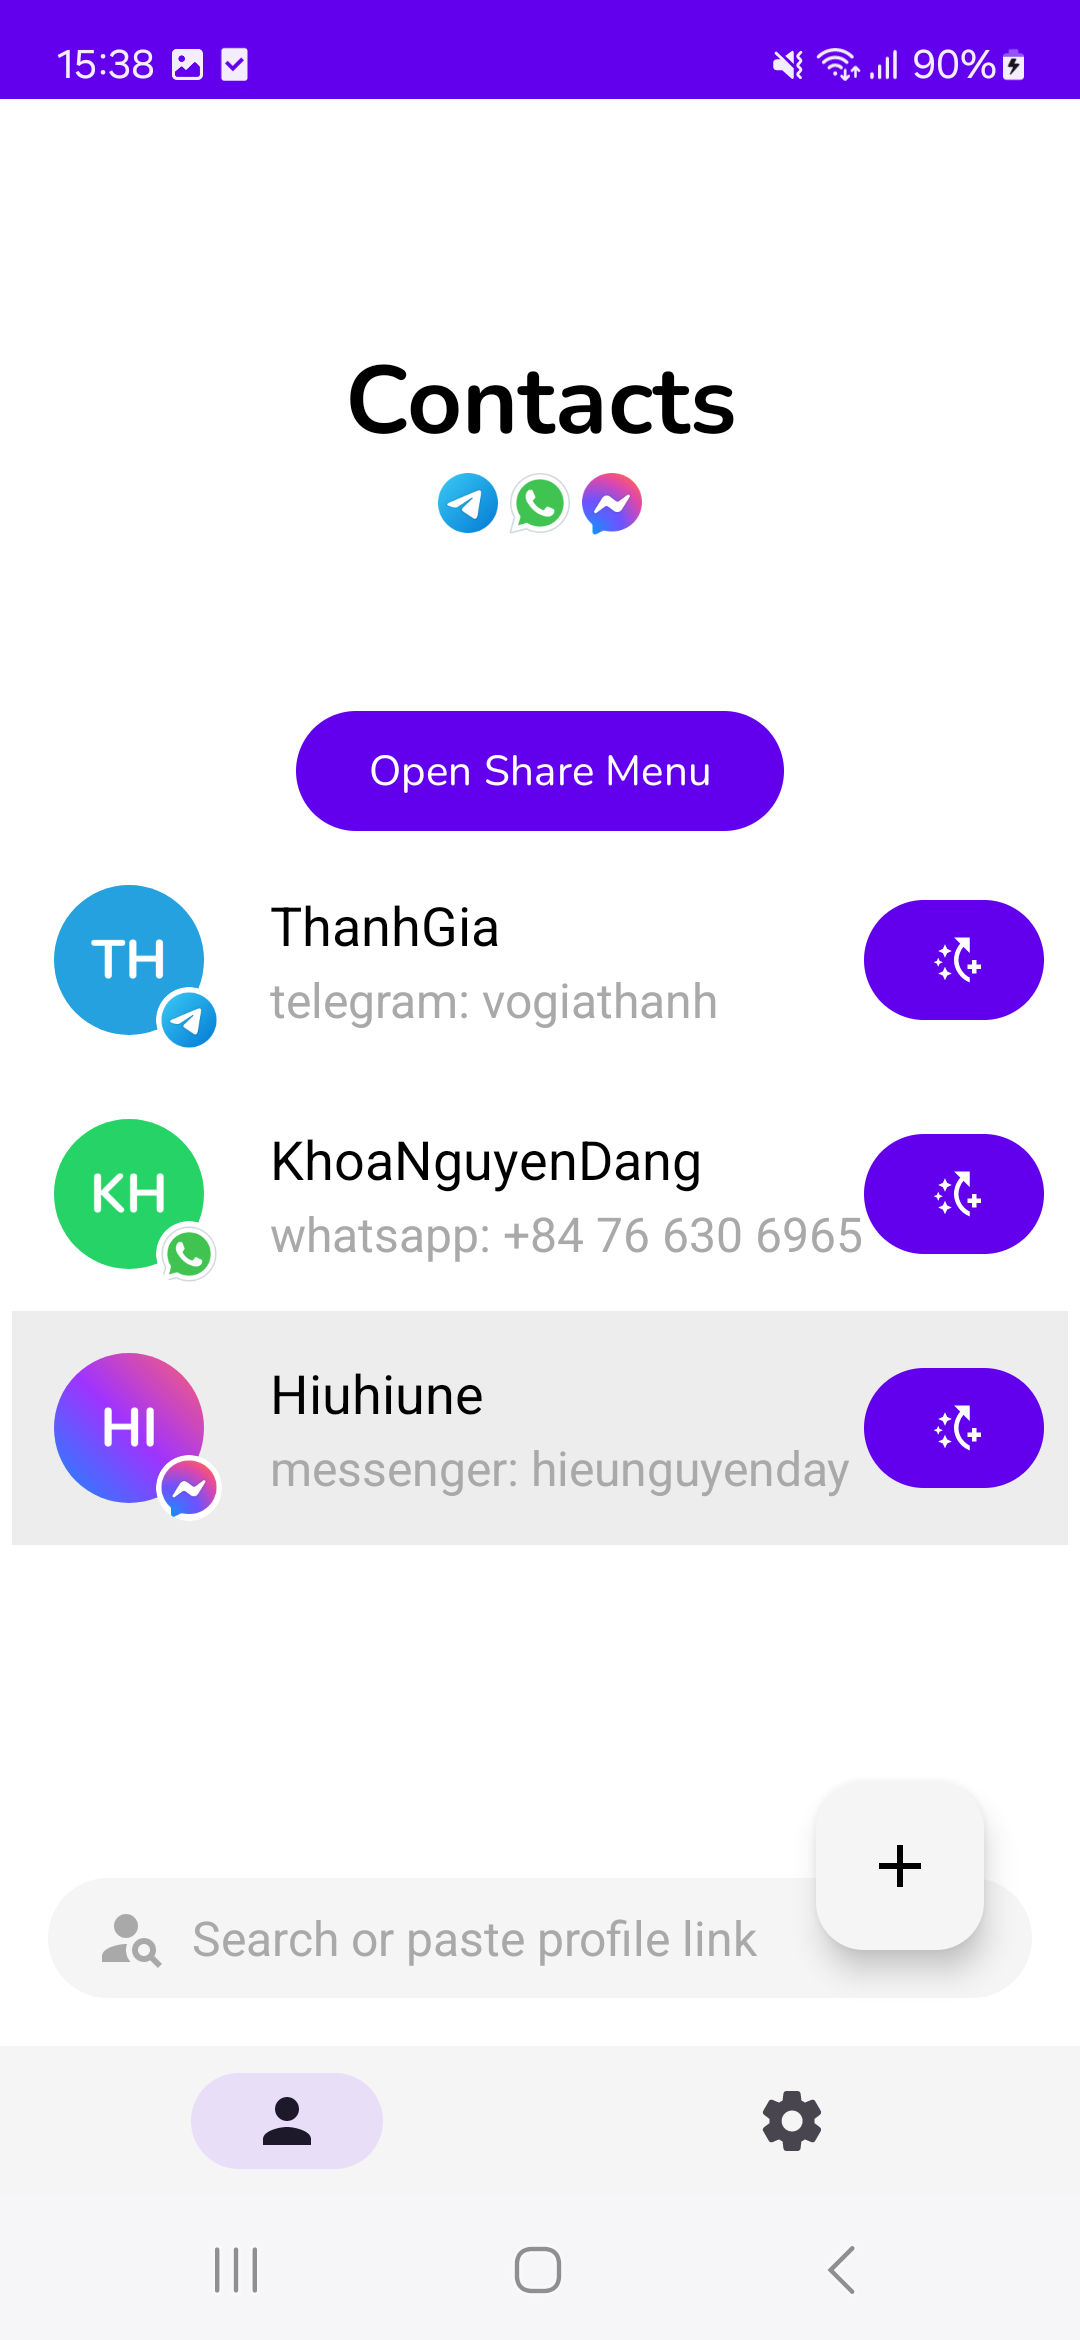 15:38
90%
Contacts
Open Share Menu
TH
ThanhGia
telegram: vogiathanh
KH
KhoaNguyenDang
whatsapp: +84 76 630 6965
HI
Hiuhiune
messenger: hieunguyenday
Search or paste profile link